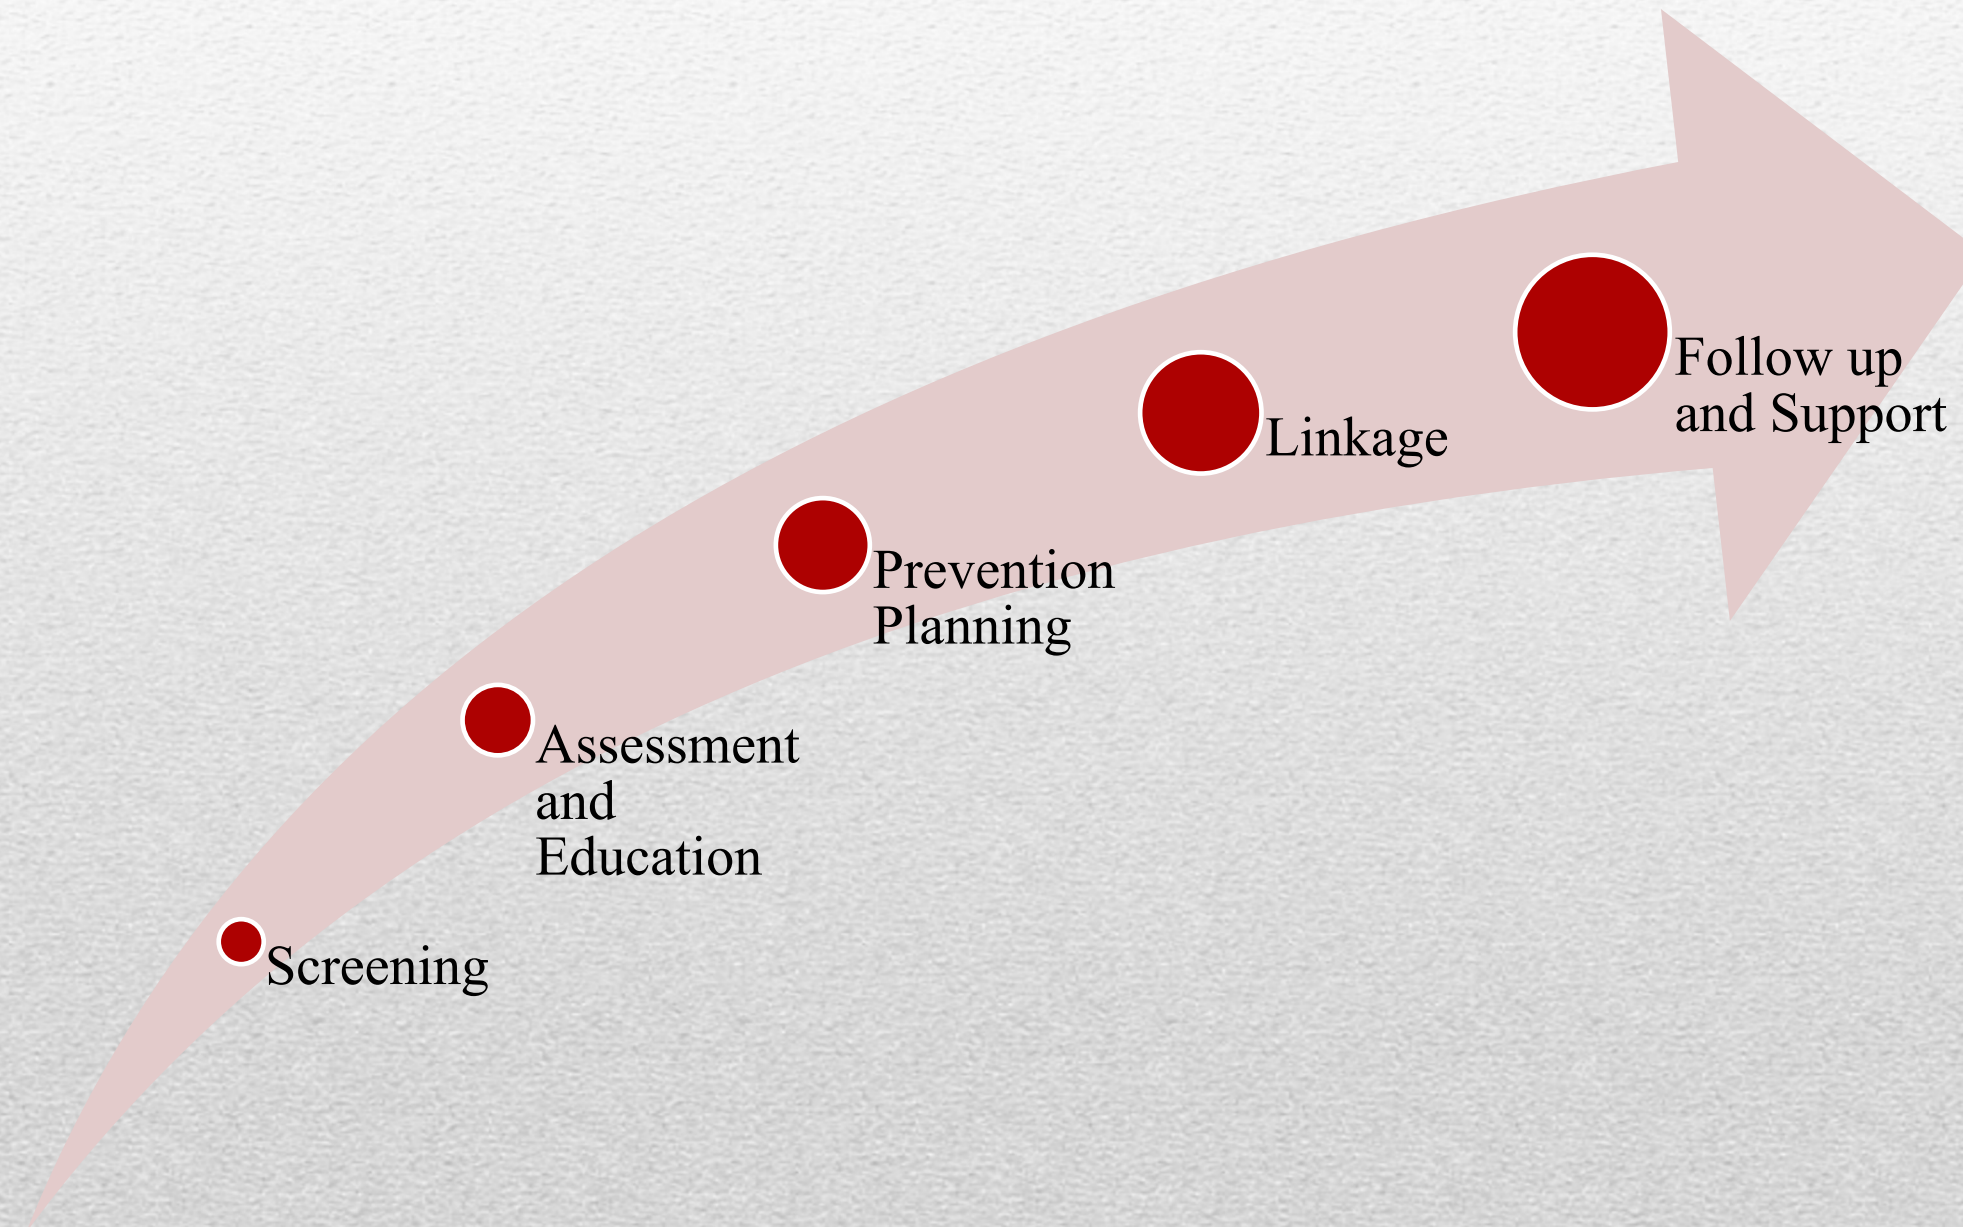 Screening
Assessment
and
Education
Prevention
Planning
Linkage
Follow up
and Support